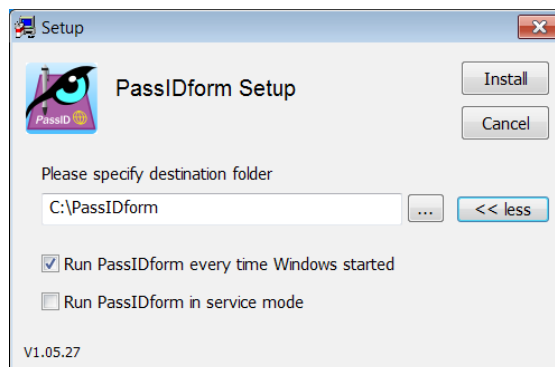 Setup
PassIDform Setup
Install
Cancel
PassID
Please specify destination folder
C:\PassIDform
...
<< less
Run PassIDform every time Windows started
Run PassIDform in service mode
V1.05.27